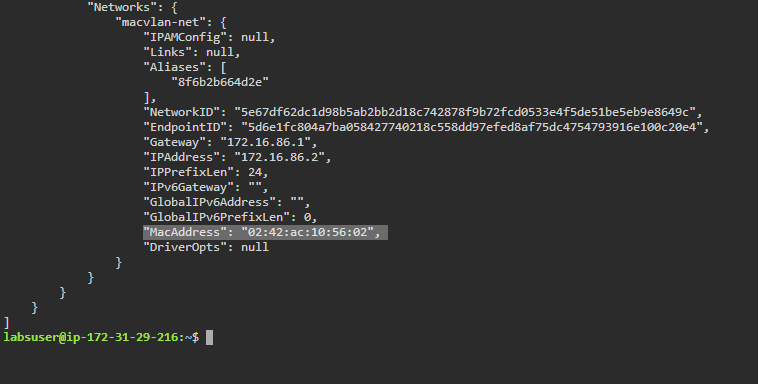 "Networks": {
"macvlan-net": {
"IPAMConfig": null,
"Links": null,
"Aliases": [
"8f6b2b664d2e"
],
"NetworkID": "5e67df62dc1d98b5ab2bb2d18c742878f9b72fcd0533e4f5de51be5eb9e8649c",
"EndpointID": "5d6e1fc804a7ba058427740218c558dd97efed8af75dc4754793916e100c20e4",
"Gateway": "172.16.86.1",
"IPAddress": "172.16.86.2",
"IPPrefixLen": 24,
"IPv6Gateway": "",
"GlobalIPv6Address": "",
"GlobalIPv6PrefixLen": 0,
"MacAddress": "02:42:ac:10:56:02",
"DriverOpts": null
}
}
}
}
]
labsuser@ip-172-31-29-216:~$